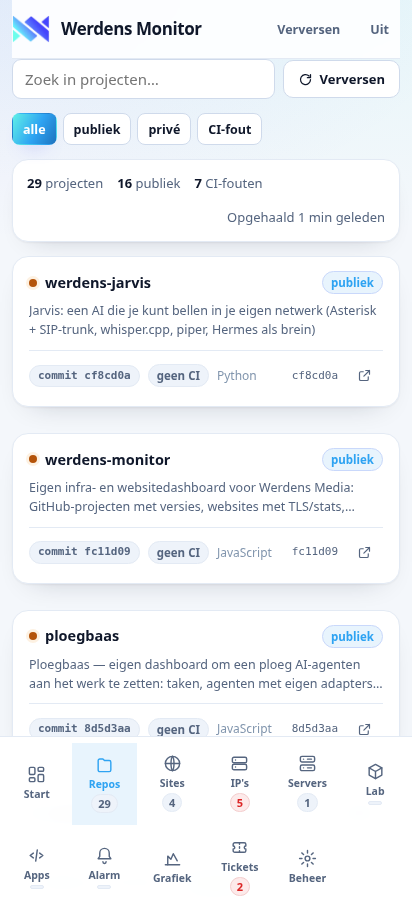 Werdens Monitor
Verversen
Uit
Zoek in projecten...
Verversen
alle
publiek
privé
CI-fout
29 projecten 16 publiek 7 CI-fouten
Opgehaald 1 min geleden
werdens-jarvis
publiek
Jarvis: een AI die je kunt bellen in je eigen netwerk (Asterisk
+ SIP-trunk, whisper.cpp, piper, Hermes als brein)
commit cf8cd0a geen CI Python cf8cd0a
werdens-monitor
publiek
Eigen infra- en websitedashboard voor Werdens Media:
GitHub-projecten met versies, websites met TLS/stats,...
commit fc11d09 geen CI JavaScript fc11d09
ploegbaas
publiek
Ploegbaas — eigen dashboard om een ploeg AI-agenten
aan het werk te zetten: taken, agenten met eigen adapters...
commit 8d5d3aa geen CI JavaScript 8d5d3aa
Start
Repos
29
Sites
4
IP's
5
Servers
1
Lab
Apps
Alarm
Grafiek
Tickets
2
Beheer